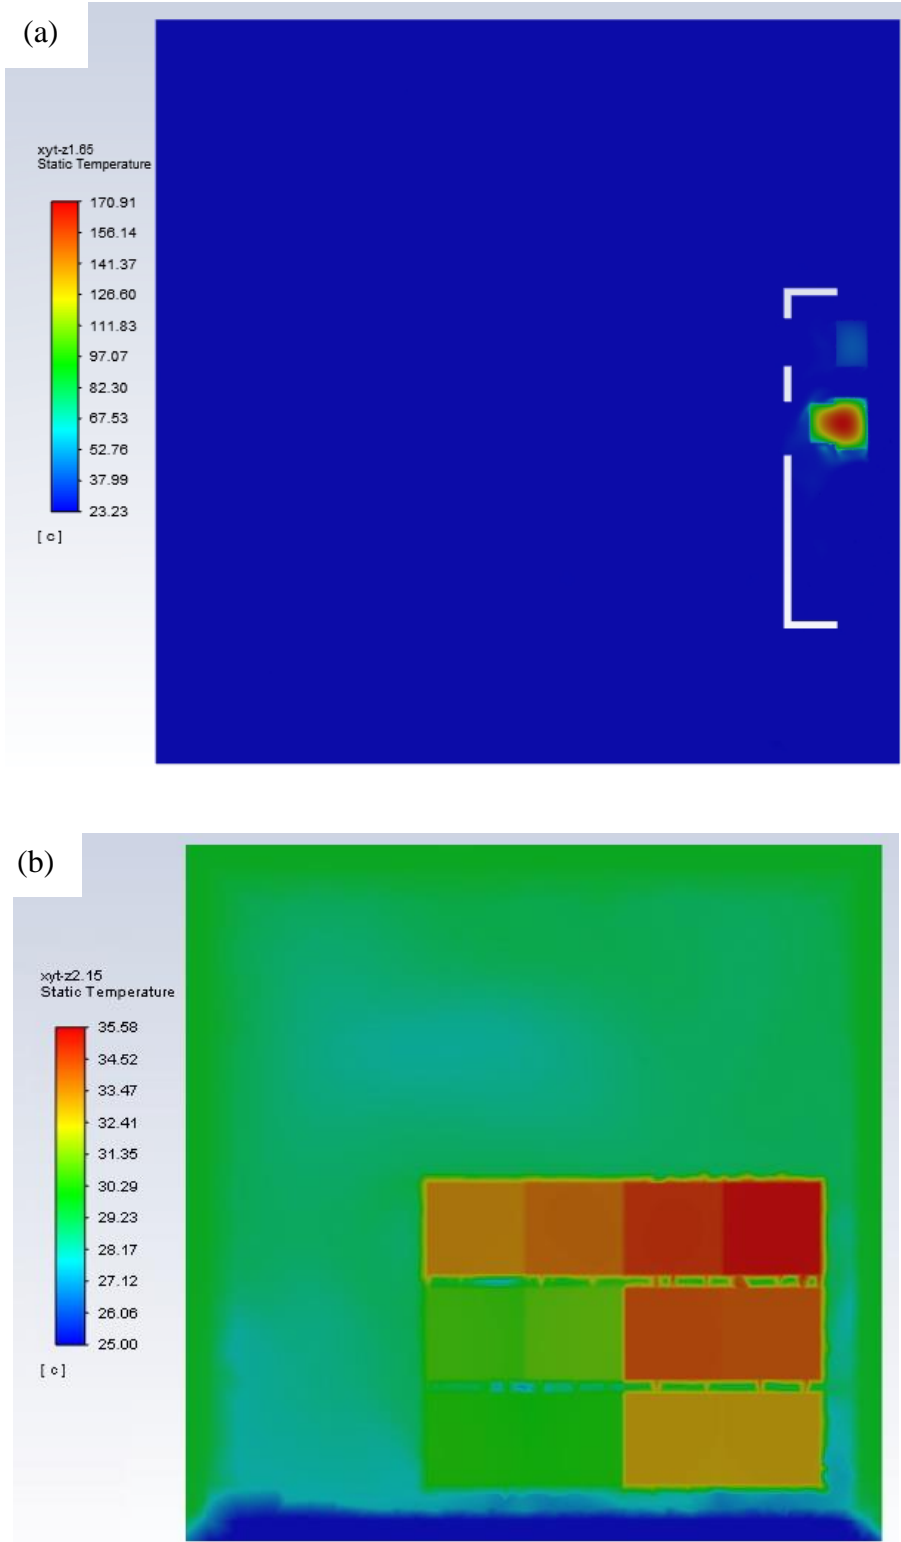 (a)
xyt-z1.65
Static Temperature
170.91
156.14
141.37
126.60
111.83
97.07
82.30
67.53
52.76
37.99
23.23
[ c ]
(b)
xyt-z2.15
Static Temperature
35.58
34.52
33.47
32.41
31.35
30.29
29.23
28.17
27.12
26.06
25.00
[ c ]